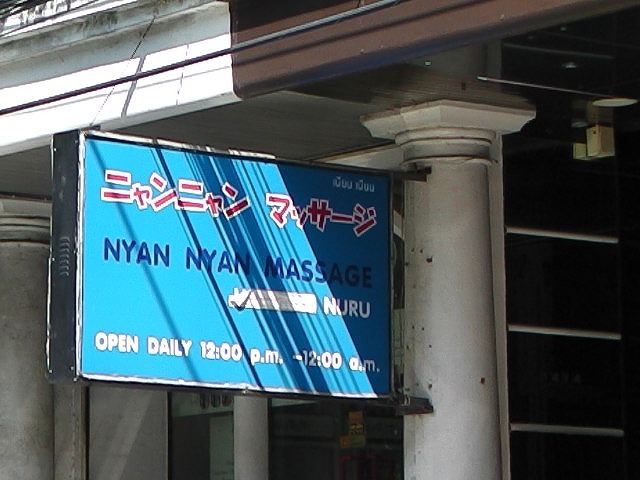 เนียน เนียน
ニャンニャン マッサージ
NYAN NYAN MASSAGE
NURU
OPEN DAILY 12:00 p.m. -12:00 a.m.